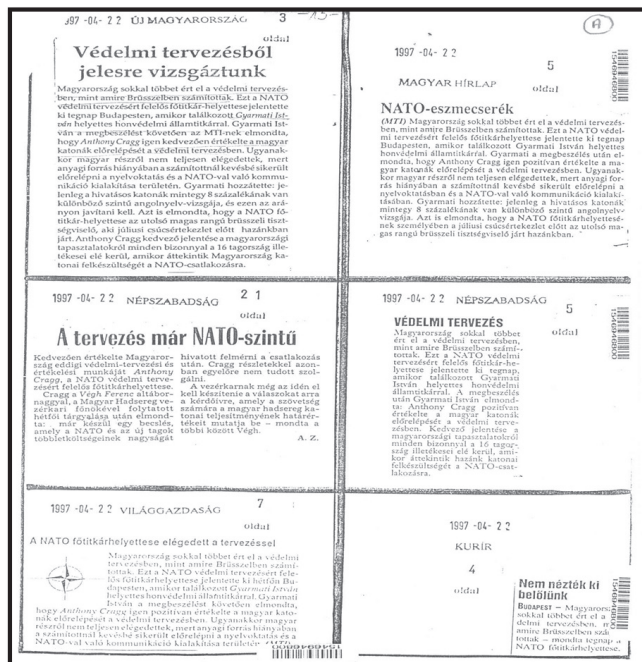 997 -04- 2 2 ÚJ MAGYARORSZÁG
3
-13-
oldal
Védelmi tervezésből
jelesre vizsgáztunk
Magyarország sokkal többet ért el a védelmi tervezés-
ben, mint amire Brüsszelben számítottak. Ezt a NATO
védelmi tervezésért felelős főtitkár-helyettese jelentette
ki tegnap Budapesten, amikor találkozott Gyarmati Ist-
ván helyettes honvédelmi államtitkárral. Gyarmati Ist-
ván a megbeszélést követően az MTI-nek elmondta,
hogy Anthony Cragg igen kedvezően értékelte a magyar
katonák előrelépését a védelmi tervezésben. Ugyanak-
kor magyar részről nem teljesen elégedettek, mert
anyagi forrás hiányában a számítottnál kevésbé sikerült
előrelépni a nyelvoktatás és a NATO-val való kommu-
nikáció kialakítása területén. Gyarmati hozzátette: je-
lenleg a hivatásos katonák mintegy 8 százalékának van
különböző szintű angolnyelv-vizsgája, és ezen az ará-
nyon javítani kell. Azt is elmondta, hogy a NATO fő-
titkár-helyettese az utolsó magas rangú brüsszeli tiszt-
ségviselő, aki júliusi csúcsértekezlet előtt hazánkban
járt. Anthony Cragg kedvező jelentése a magyarországi
tapasztalatokról minden bizonnyal a 16 tagország ille-
tékesei elé kerül, amikor áttekintik Magyarország ka-
tonai felkészültségét a NATO-csatlakozásra.
A
1997 -04- 2 2
5
MAGYAR HÍRLAP
oldal
NATO-eszmecserék
(MTI) Magyarország sokkal többet ért el a védelmi tervezés-
ben, mint amire Brüsszelben számítottak. Ezt a NATO védel-
mi tervezésért felelős főtitkár-helyettese jelentette ki tegnap
Budapesten, amikor találkozott Gyarmati István helyettes
honvédelmi államtitkárral. Gyarmati a megbeszélés után el-
mondta, hogy Anthony Cragg igen pozitívan értékelte a ma-
gyar katonák előrelépését a védelmi tervezésben. Ugyanak-
kor magyar részről nem teljesen elégedettek, mert anyagi for-
rás hiányában a számítottnál kevésbé sikerült előrelépni a
nyelvoktatásban és a NATO-val való kommunikáció kialakí-
tásában. Gyarmati hozzátette: jelenleg a hivatásos katonák
mintegy 8 százalékának van különböző szintű angolnyelv-
vizsgája. Azt is elmondta, hogy a NATO főtitkárhelyettesé-
nek személyében a júliusi csúcsértekezlet előtt az utolsó ma-
gas rangú brüsszeli tisztségviselő járt hazánkban.
1997 -04- 2 2 NÉPSZABADSÁG
2 1
oldal
A tervezés már NATO-szintű
Kedvezően értékelte Magyaror-
szág eddigi védelmi-tervezési és
értékelési munkáját Anthony
Cragg, a NATO védelmi terve-
zésért felelős főtitkárhelyettese.
Cragg a Végh Ferenc altábor-
naggyal, a Magyar Hadsereg ve-
zérkari főnökével folytatott
hétfői tárgyalása után elmond-
ta: már készül egy becslés,
amely a NATO és az új tagok
többletköltségeinek nagyságát
hivatott felmérni a csatlakozás
után. Cragg részletekkel azon-
ban egyelőre nem tudott szol-
gálni.
A vezérkarnak még az idén el
kell készítenie a válaszokat arra
a kérdőívre, amely a szövetség
számára a magyar hadsereg ka-
tonai teljesítményének határér-
tékeit mutatja be – mondta a
többi között Végh.
A. Z.
1997 -04- 2 2 NÉPSZABADSÁG
5
oldal
VÉDELMI TERVEZÉS
Magyarország sokkal többet
ért el a védelmi tervezésben,
mint amire Brüsszelben számí-
tottak. Ezt a NATO védelmi
tervezésért felelős főtitkár-he-
lyettese jelentette ki tegnap,
amikor találkozott Gyarmati
István helyettes honvédelmi
államtitkárral. A megbeszélés
után Gyarmati István elmond-
ta: Anthony Cragg pozitívan
értékelte a magyar katonák
előrelépését a védelmi terve-
zésben. Kedvező jelentése a
magyarországi tapasztalatokról
minden bizonnyal a 16 tagor-
szág illetékesei elé kerül, ami-
kor áttekintik hazánk katonai
felkészültségét a NATO-csat-
lakozásra.
1997 -04- 2 2 VILÁGGAZDASÁG
7
oldal
A NATO főtitkárhelyettese elégedett a tervezéssel
Magyarország sokkal többet ért el a védelmi
tervezésben, mint amire Brüsszelben számítottak.
Ezt a NATO védelmi tervezésért fele-
lős főtitkárhelyettese jelentette ki hétfőn Bu-
dapesten, amikor találkozott Gyarmati István
helyettes honvédelmi államtitkárral. Gyarmati
István a megbeszélést követően elmondta,
hogy Anthony Cragg igen pozitívan értékelte a magyar kato-
nák előrelépését a védelmi tervezésben. Ugyanakkor magyar
részről nem teljesen elégedettek, mert anyagi forrás hiányában
a számítottnál kevésbé sikerült előrelépni a nyelvoktatás és a
NATO-val való kommunikáció kialakítása területén. (MTI)
1997 -04- 2 2
KURÍR
4
oldal
Nem nézték ki
belőlünk
BUDAPEST – Magyarors
sokkal többet ért el a
delmi tervezésben, m
amire Brüsszelben szá
tottak – mondta tegnap
NATO főtitkárhelyettese.